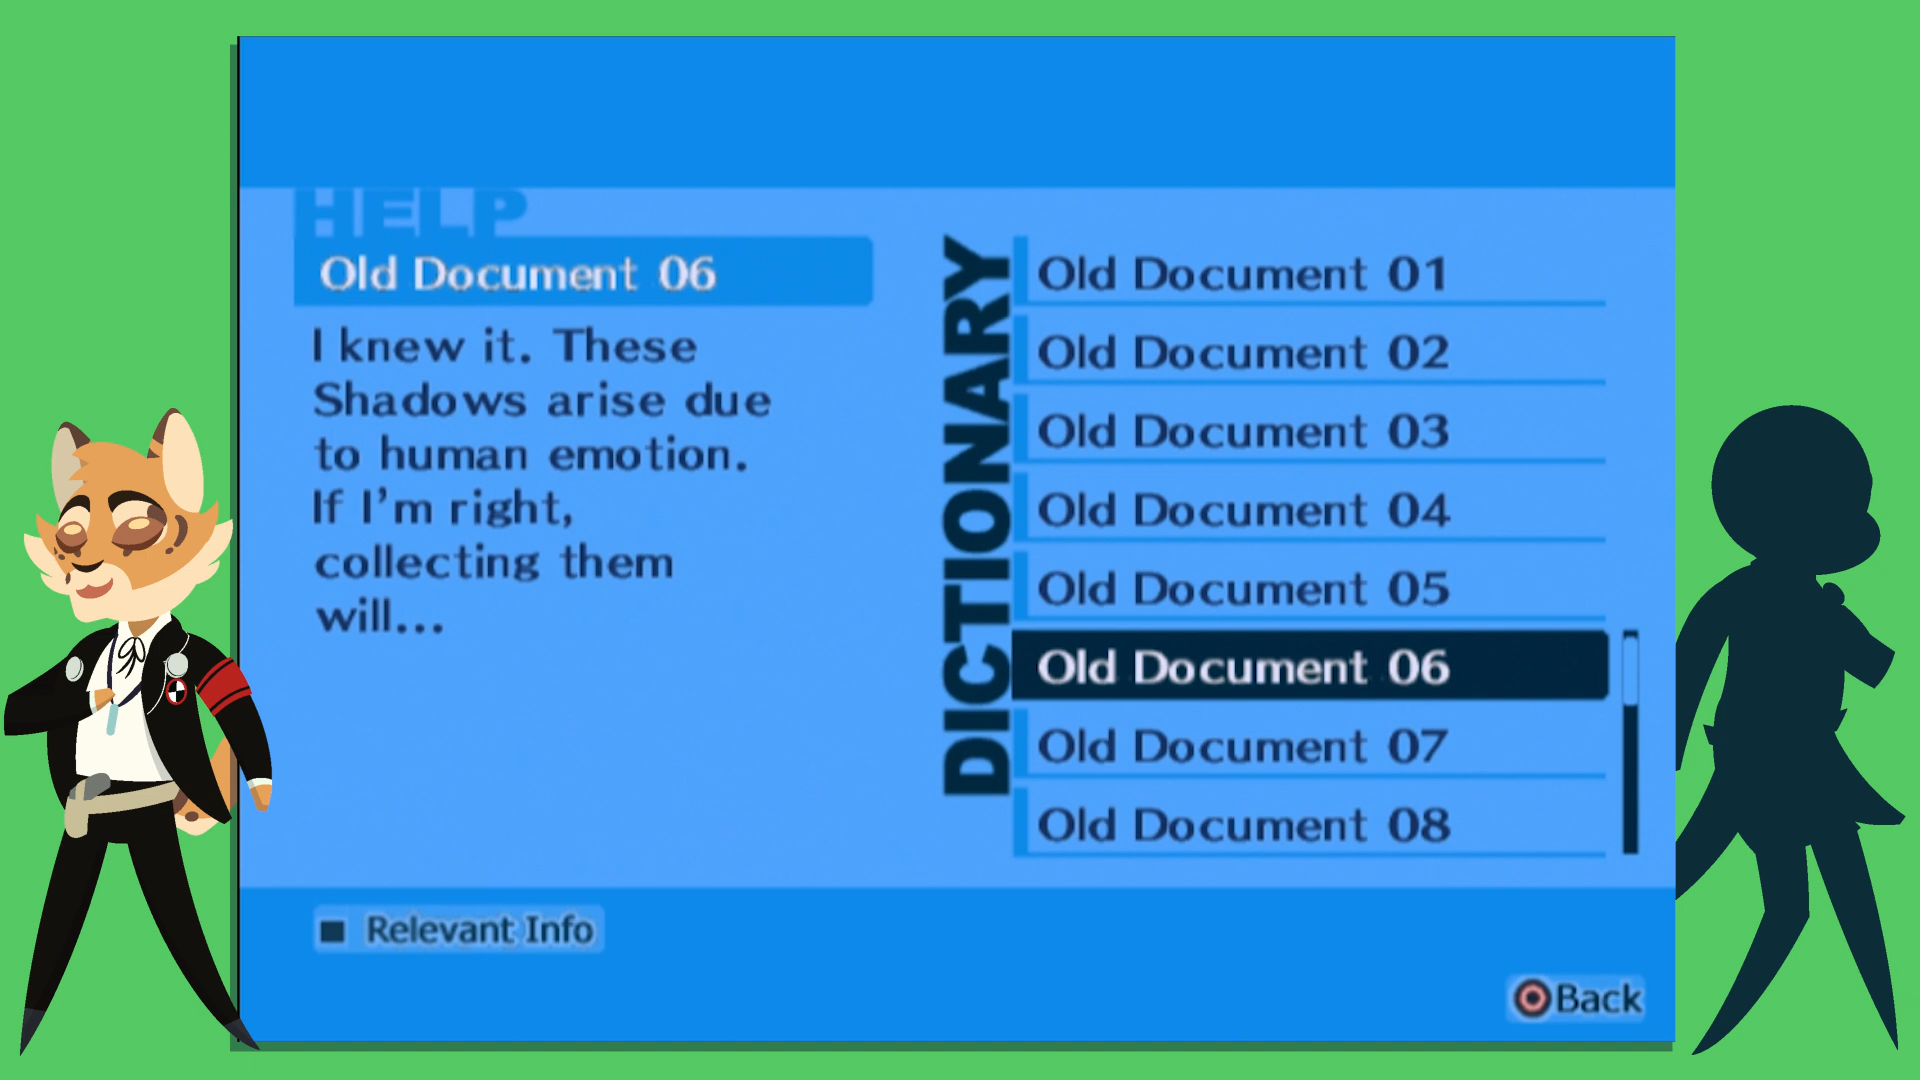 HELP
Old Document 06
I knew it. These
Shadows arise due
to human emotion.
If I'm right,
collecting them
will...
DICTIONARY
Old Document 01
Old Document 02
Old Document 03
Old Document 04
Old Document 05
Old Document 06
Old Document 07
Old Document 08
Relevant Info
Back